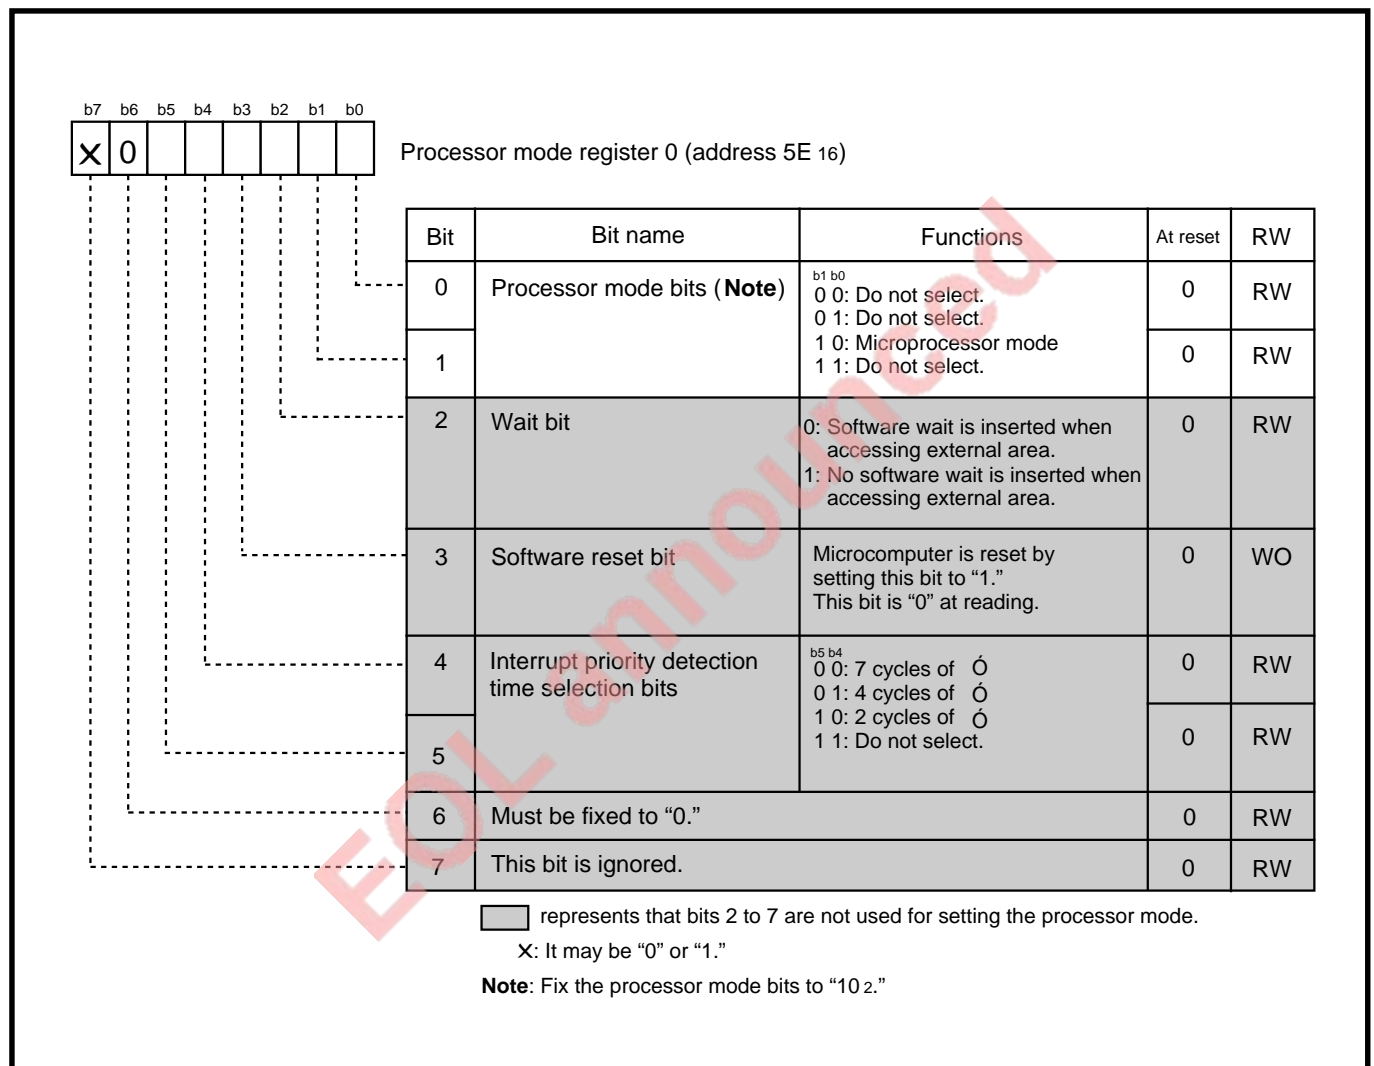 b7 b6 b5 b4 b3 b2 b1 b0
X 0
Processor mode register 0 (address 5E 16)
Bit Bit name Functions At reset RW
0 Processor mode bits (Note) b1 b0 0 RW
0 0: Do not select.
0 1: Do not select.
1 0: Microprocessor mode
1 1: Do not select.
1 0 RW
2 Wait bit 0: Software wait is inserted when 0 RW
accessing external area.
1: No software wait is inserted when
accessing external area.
3 Software reset bit Microcomputer is reset by 0 WO
setting this bit to “1.”
This bit is “0” at reading.
4 Interrupt priority detection b5 b4 0 RW
time selection bits 0 0: 7 cycles of Ó
0 1: 4 cycles of Ó
1 0: 2 cycles of Ó
1 1: Do not select.
5 0 RW
6 Must be fixed to “0.” 0 RW
7 This bit is ignored. 0 RW
represents that bits 2 to 7 are not used for setting the processor mode.
X: It may be “0” or “1.”
Note: Fix the processor mode bits to “10 2.”
EOL announced